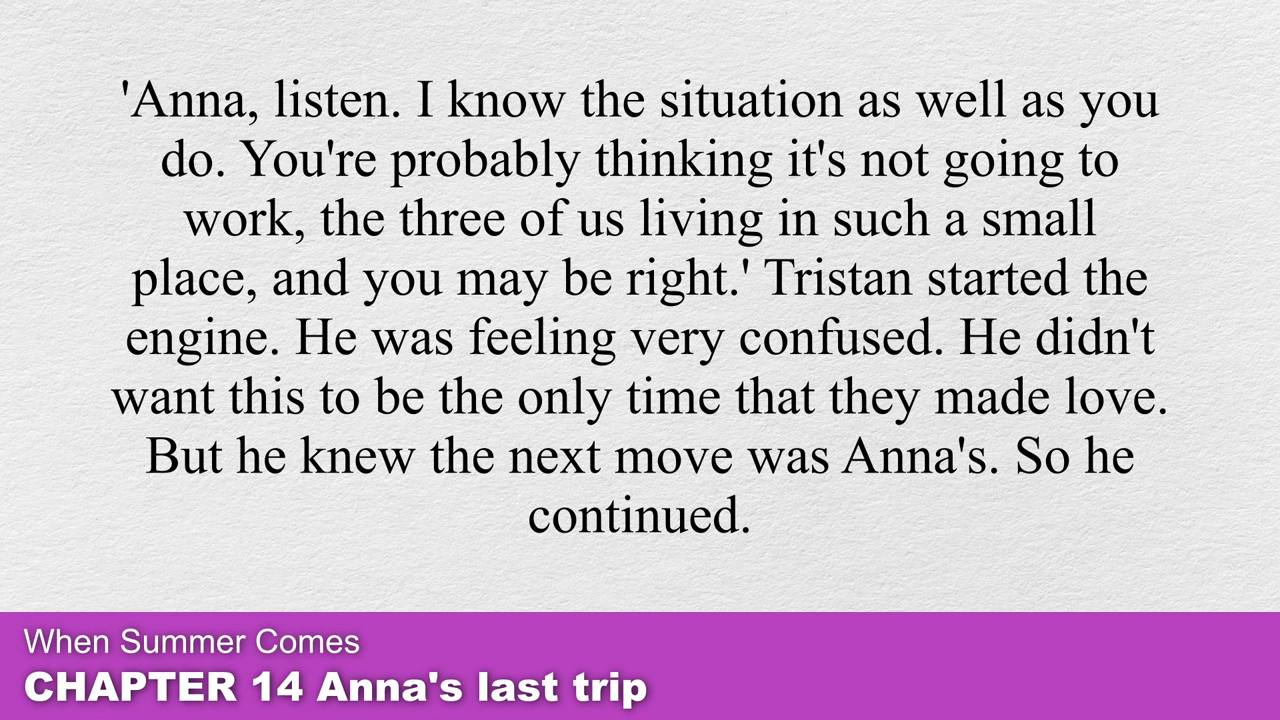 'Anna, listen. I know the situation as well as you
do. You're probably thinking it's not going to
work, the three of us living in such a small
place, and you may be right.' Tristan started the
engine. He was feeling very confused. He didn't
want this to be the only time that they made love.
But he knew the next move was Anna's. So he
continued.
When Summer Comes
CHAPTER 14 Anna's last trip